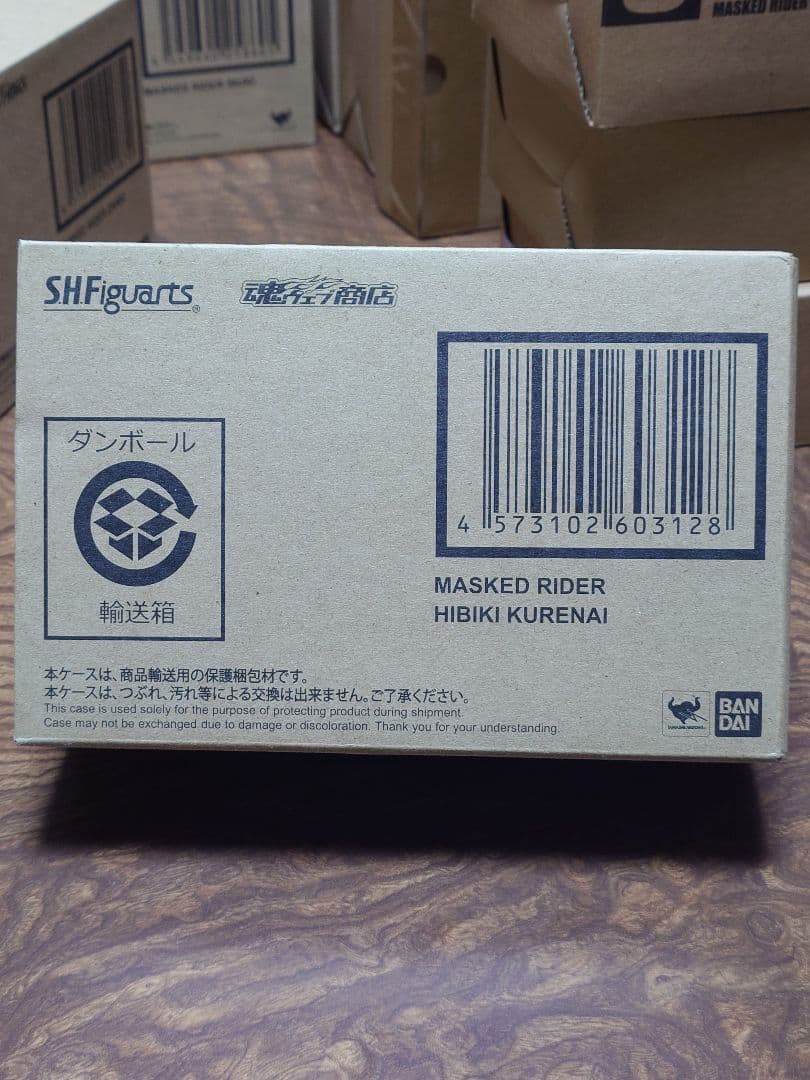 MASKED RIDER
S.H.Figuarts
魂ウェブ商店
ダンボール
輸送箱
4 573102 603128
MASKED RIDER
HIBIKI KURENAI
本ケースは、商品輸送用の保護梱包材です。
本ケースは、つぶれ、汚れ等による交換は出来ません。ご了承ください。
This case is used solely for the purpose of protecting product during shipment.
Case may not be exchanged due to damage or discoloration. Thank you for your understanding.
BAN
DAI